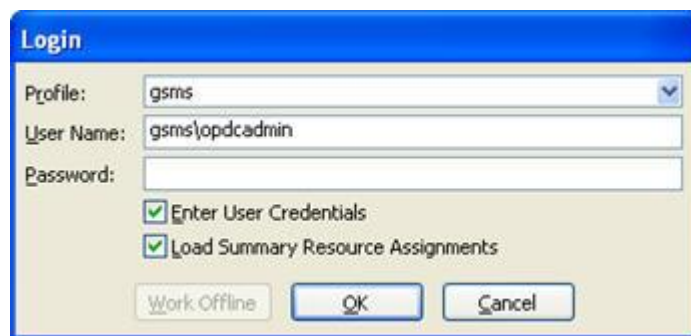 Login
Profile: gsms
User Name: gsms\opdcadmin
Password:
Enter User Credentials
Load Summary Resource Assignments
Work Offline OK Cancel